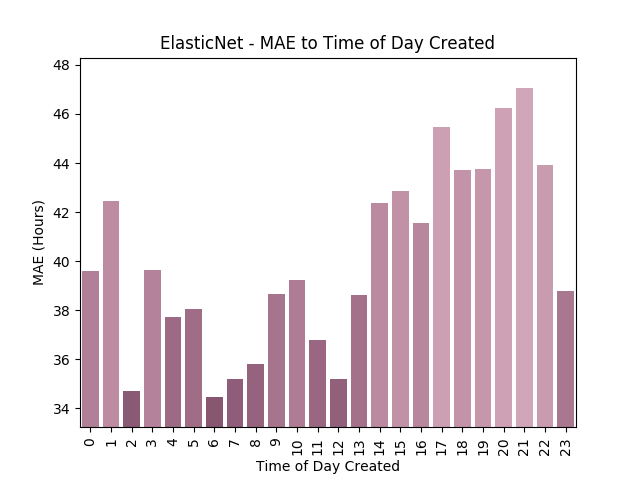 ElasticNet - MAE to Time of Day Created
48
46
44
42
40
38
36
34
MAE (Hours)
0 1 2 3 4 5 6 7 8 9 10 11 12 13 14 15 16 17 18 19 20 21 22 23
Time of Day Created